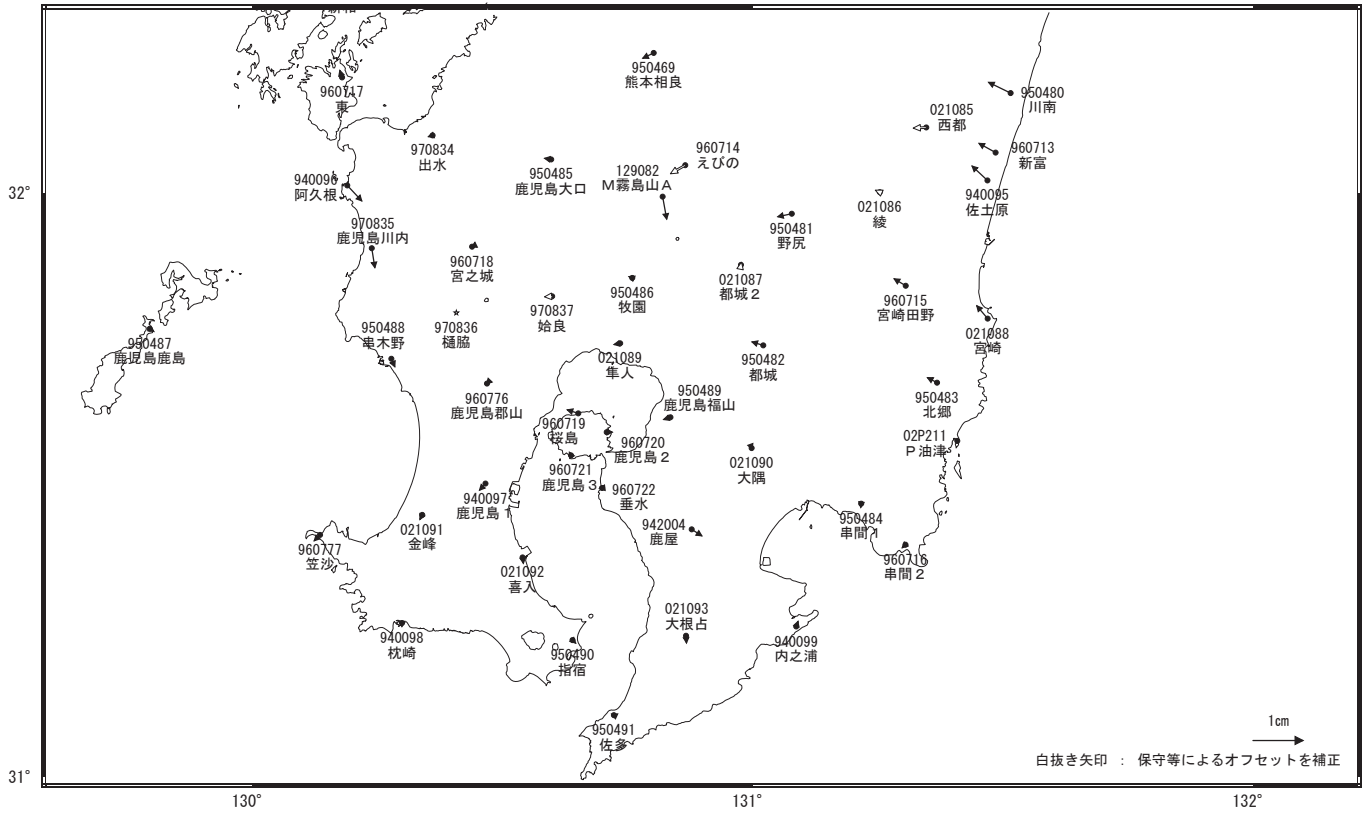 950469
熊本相良
960717
東
950480
川南
021085
西都
970834
出水
960714
えびの
960713
新富
950485
鹿児島大口
129082
M霧島山A
940096
阿久根
32°
021086
綾
940095
佐土原
970835
鹿児島川内
950481
野尻
960718
宮之城
950486
牧園
021087
都城2
960715
宮崎田野
950487
鹿児島鹿島
950488
串木野
970836
樋脇
970837
姶良
021088
宮崎
021089
隼人
950482
都城
960776
鹿児島郡山
950489
鹿児島福山
950483
北郷
960719
桜島
960720
鹿児島2
02P211
P油津
960721
鹿児島3
021090
大隅
940097
鹿児島1
960722
垂水
021091
金峰
942004
鹿屋
950484
串間1
960777
笠沙
021092
喜入
960716
串間2
021093
大根占
940098
枕崎
950490
指宿
940099
内之浦
950491
佐多
1cm
白抜き矢印 : 保守等によるオフセットを補正
31°
130°
131°
132°